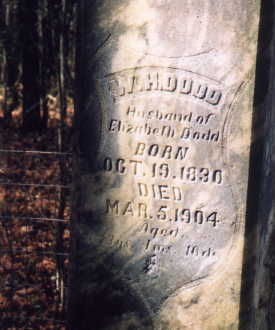 W.H. DODD
Husband of
Elizabeth Dodd
BORN
OCT. 19. 1830
DIED
MAR. 5. 1904
Aged